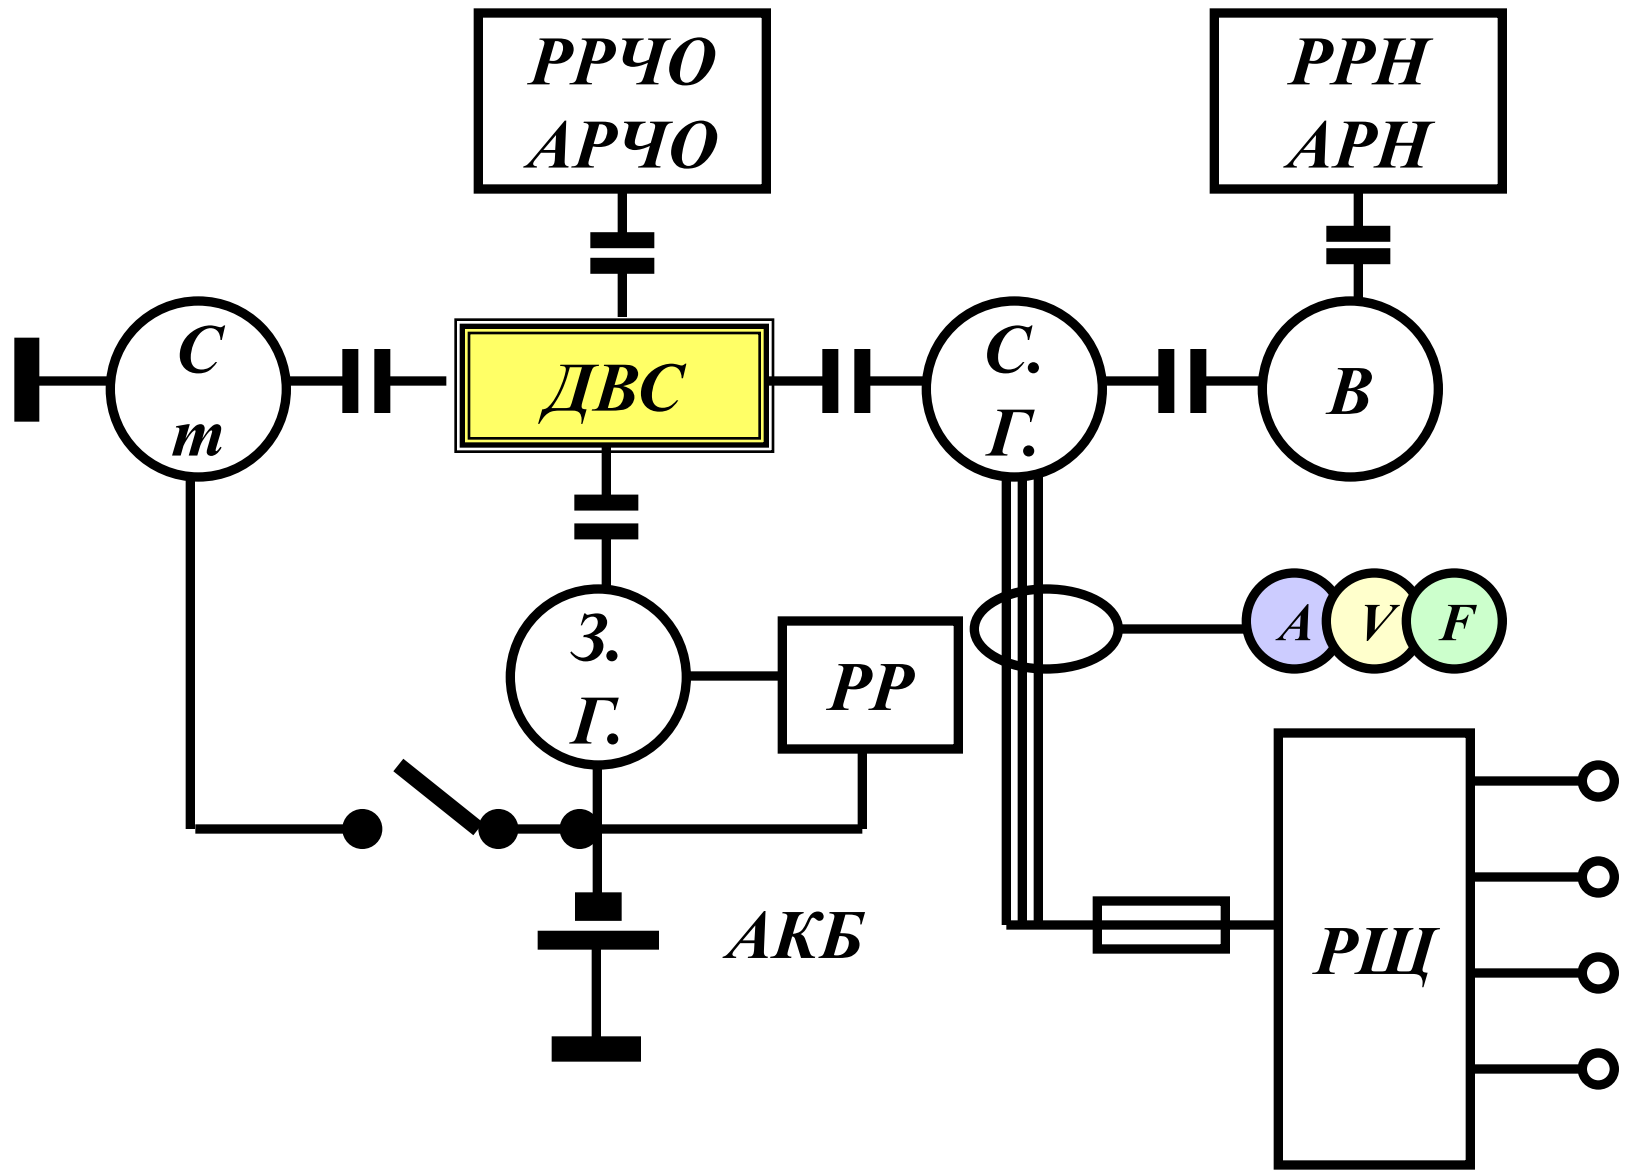 РРЧО
АРЧО
РРН
АРН
С
т
ДВС
С.
Г.
В
З.
Г.
РР
A
V
F
АКБ
РЩ